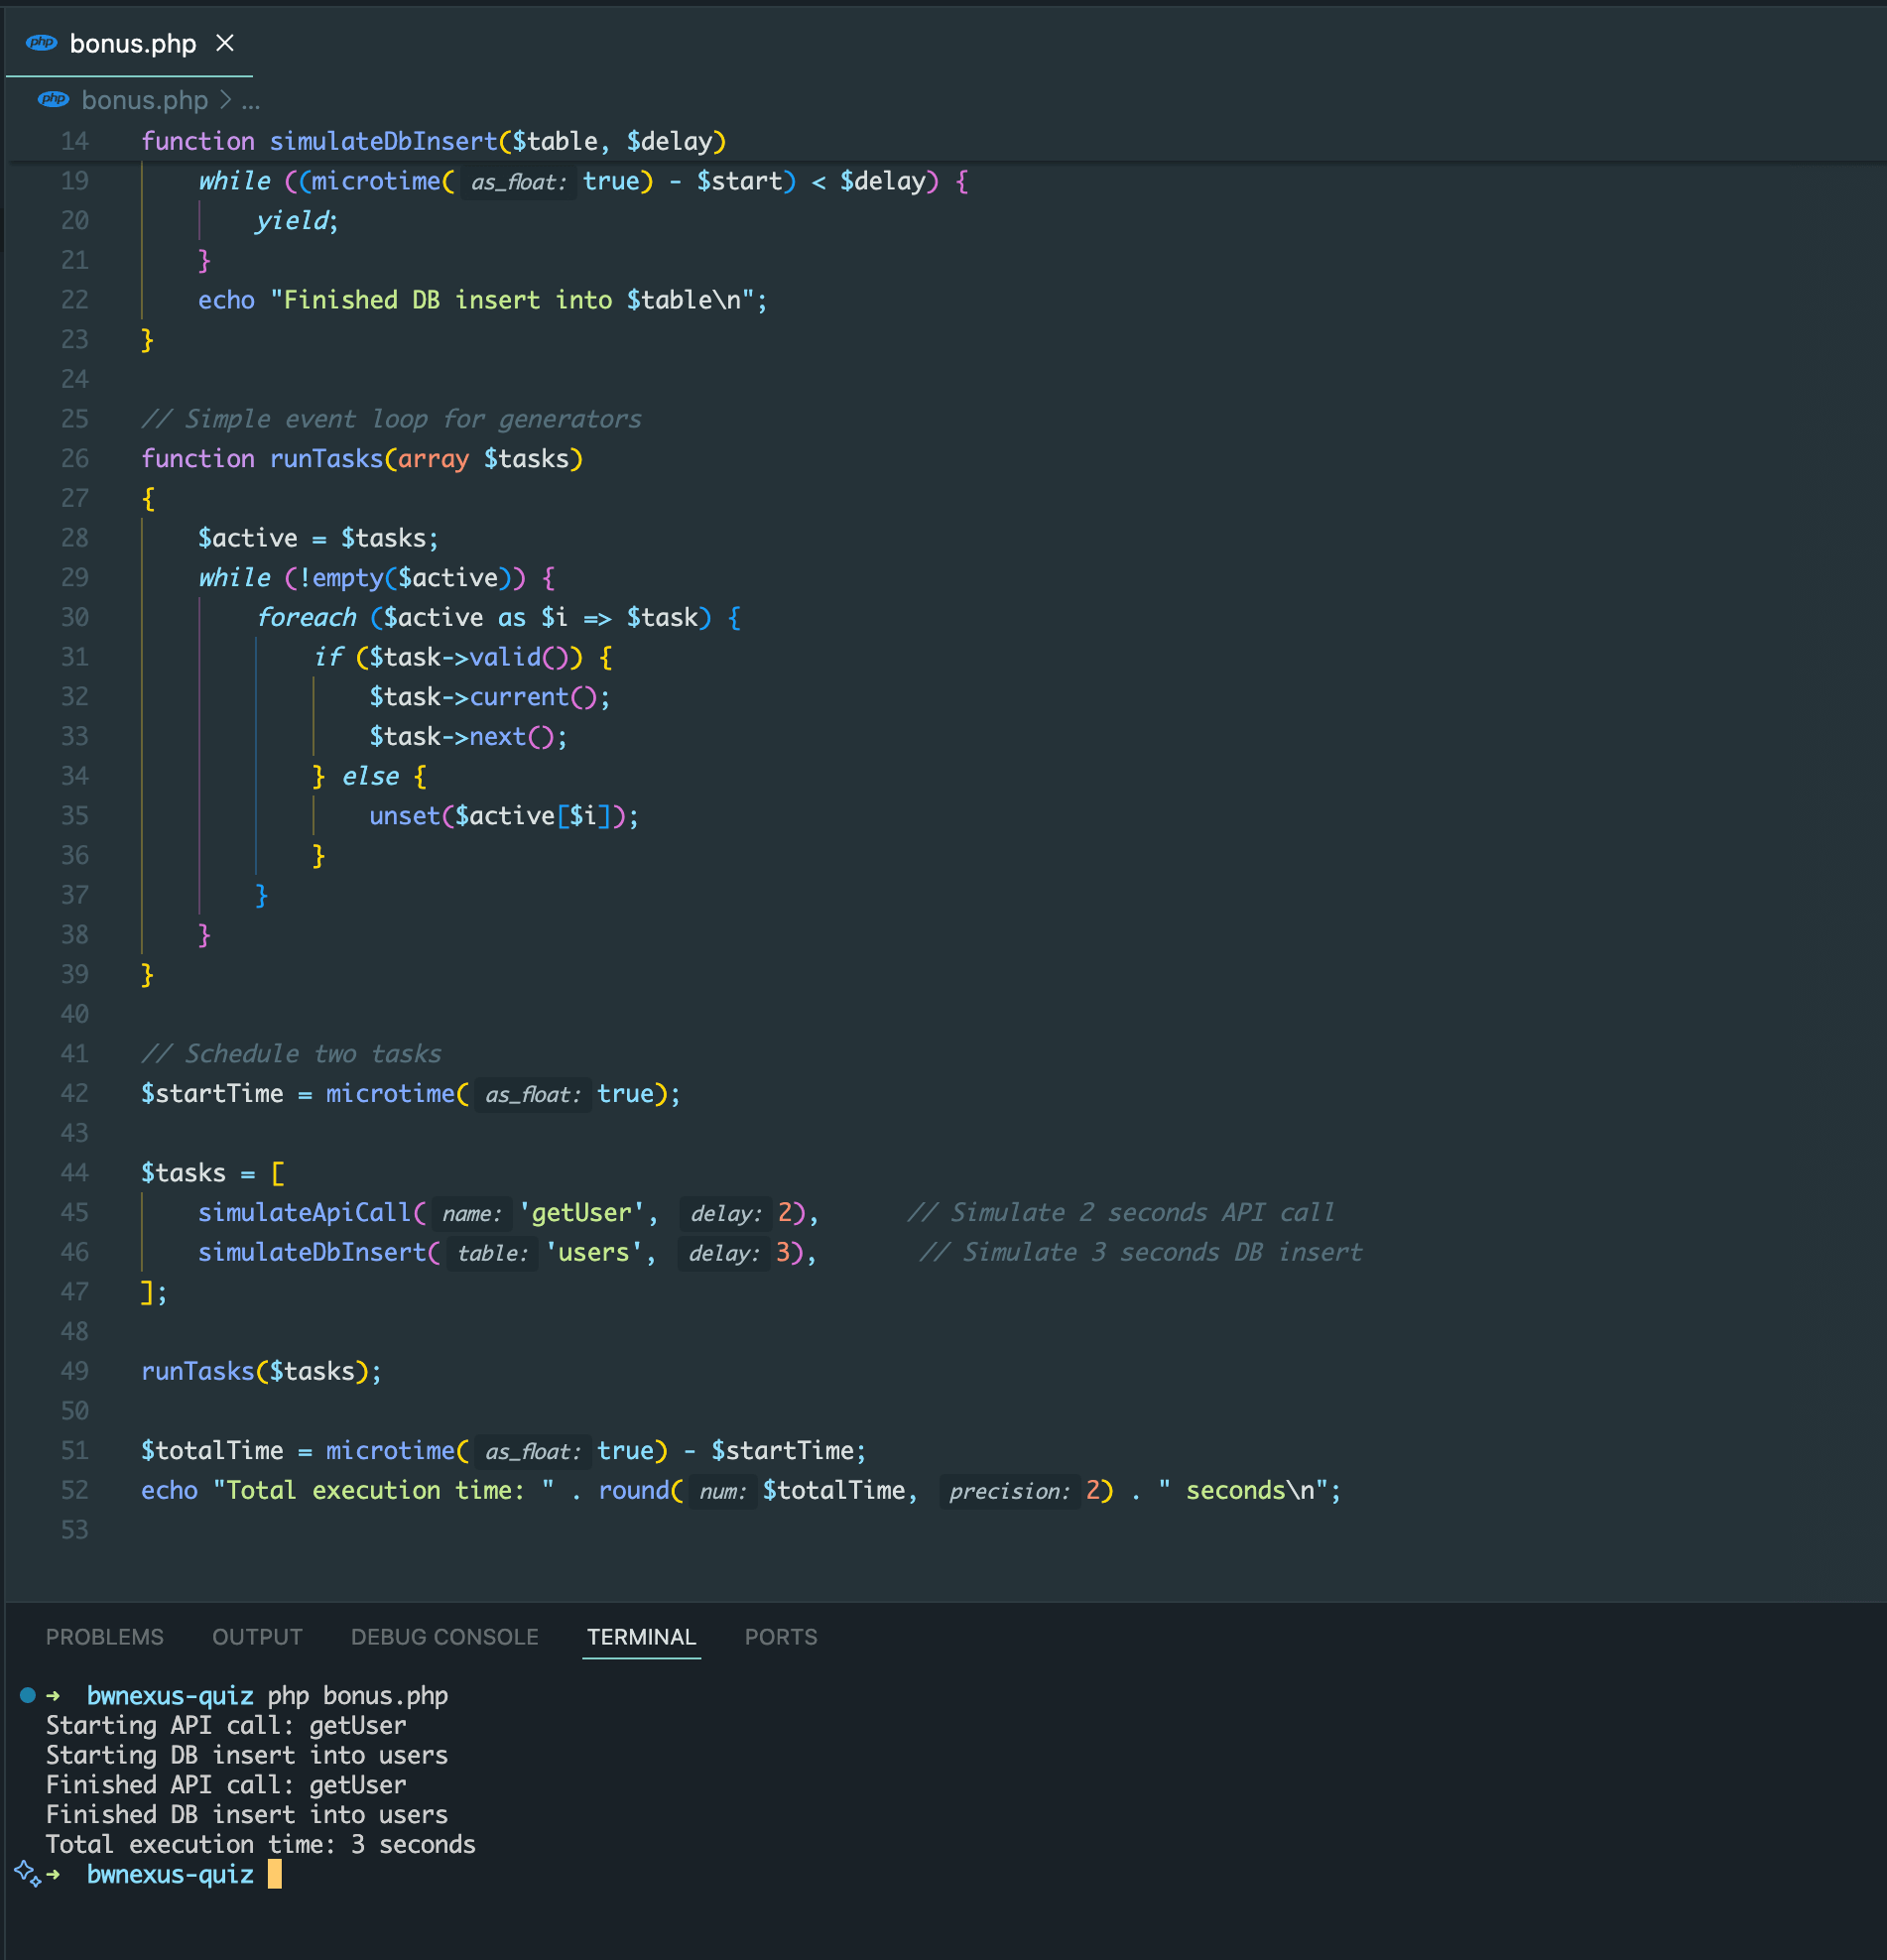 php bonus.php
php bonus.php > ...
14 function simulateDbInsert($table, $delay)
19 while ((microtime( as_float: true) - $start) < $delay) {
20 yield;
21 }
22 echo "Finished DB insert into $table\n";
23 }
24
25 // Simple event loop for generators
26 function runTasks(array $tasks)
27 {
28 $active = $tasks;
29 while (!empty($active)) {
30 foreach ($active as $i => $task) {
31 if ($task->valid()) {
32 $task->current();
33 $task->next();
34 } else {
35 unset($active[$i]);
36 }
37 }
38 }
39 }
40
41 // Schedule two tasks
42 $startTime = microtime( as_float: true);
43
44 $tasks = [
45 simulateApiCall( name: 'getUser', delay: 2), // Simulate 2 seconds API call
46 simulateDbInsert( table: 'users', delay: 3), // Simulate 3 seconds DB insert
47 ];
48
49 runTasks($tasks);
50
51 $totalTime = microtime( as_float: true) - $startTime;
52 echo "Total execution time: " . round( num: $totalTime, precision: 2) . " seconds\n";
53
PROBLEMS OUTPUT DEBUG CONSOLE TERMINAL PORTS
➜ bwnexus-quiz php bonus.php
Starting API call: getUser
Starting DB insert into users
Finished API call: getUser
Finished DB insert into users
Total execution time: 3 seconds
➜ bwnexus-quiz